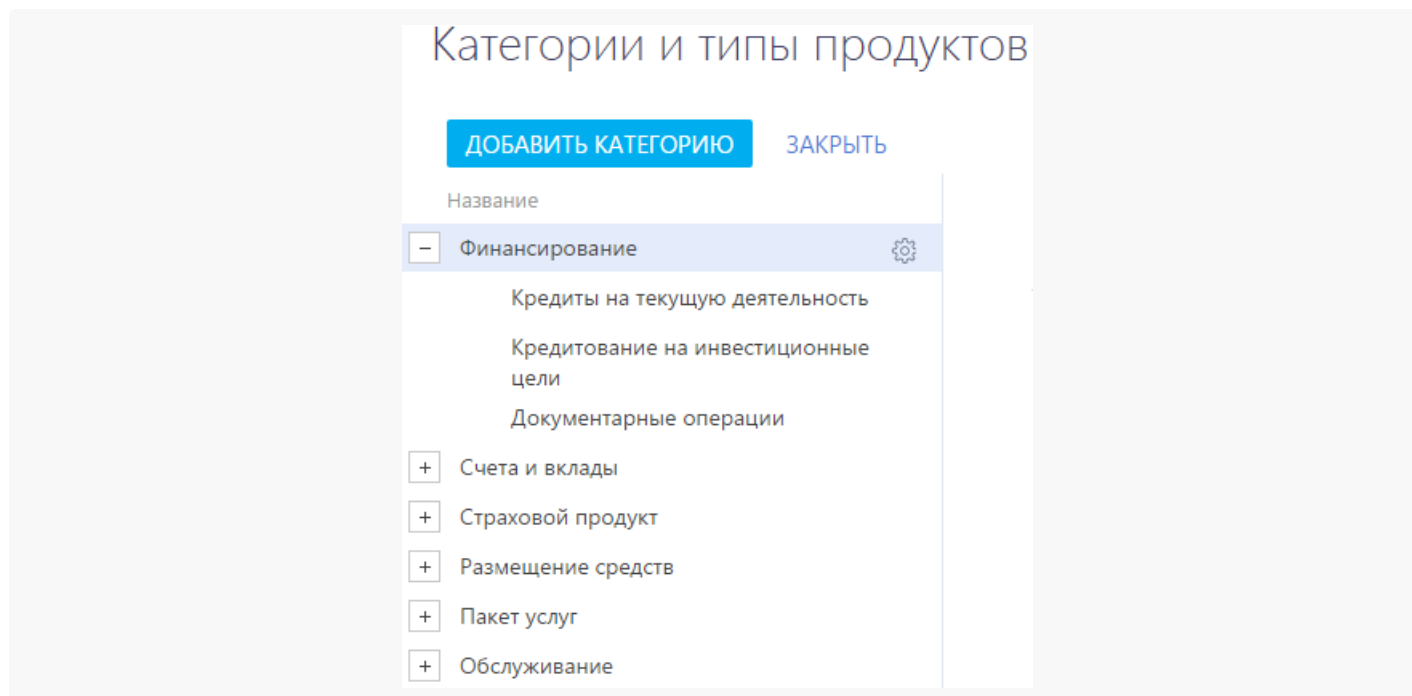 Категории и типы продуктов
ДОБАВИТЬ КАТЕГОРИЮ ЗАКРЫТЬ
Название
Финансирование
Кредиты на текущую деятельность
Кредитование на инвестиционные
цели
Документарные операции
Счета и вклады
Страховой продукт
Размещение средств
Пакет услуг
Обслуживание